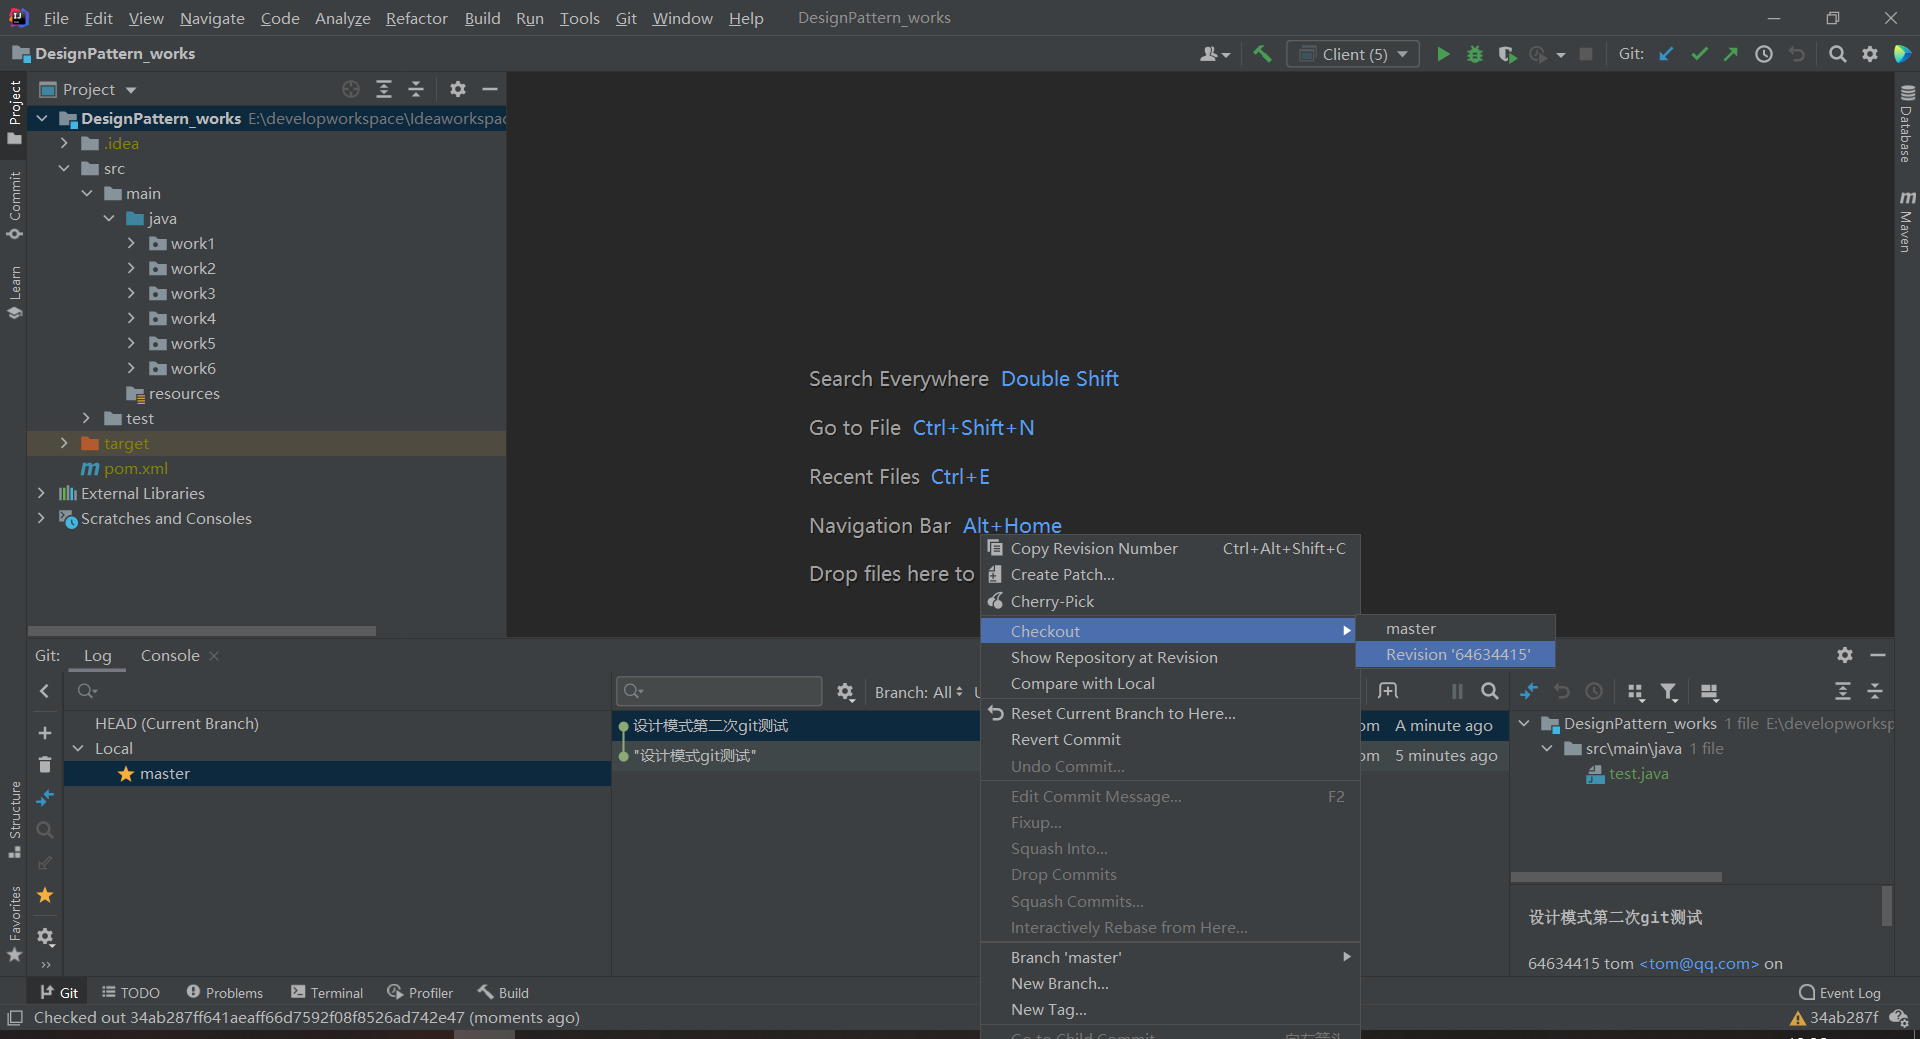 File Edit View Navigate Code Analyze Refactor Build Run Tools Git Window Help DesignPattern_works
DesignPattern_works Client (5) Git:
Project
Commit
Learn
Structure
Favorites
Project
DesignPattern_works E:\developworkspace\Ideaworkspac
.idea
src
main
java
work1
work2
work3
work4
work5
work6
resources
test
target
pom.xml
External Libraries
Scratches and Consoles
Search Everywhere Double Shift
Go to File Ctrl+Shift+N
Recent Files Ctrl+E
Navigation Bar Alt+Home
Drop files here to
Database
Maven
Copy Revision Number Ctrl+Alt+Shift+C
Create Patch...
Cherry-Pick
Checkout
Show Repository at Revision
Compare with Local
Reset Current Branch to Here...
Revert Commit
Undo Commit...
Edit Commit Message... F2
Fixup...
Squash Into...
Drop Commits
Squash Commits...
Interactively Rebase from Here...
Branch 'master'
New Branch...
New Tag...
master
Revision '64634415'
Git: Log Console
HEAD (Current Branch)
Local
master
Branch: All
设计模式第二次git测试 om A minute ago
"设计模式git测试" om 5 minutes ago
DesignPattern_works 1 file E:\developworksp
src\main\java 1 file
test.java
设计模式第二次git测试
64634415 tom <tom@qq.com> on
Git TODO Problems Terminal Profiler Build Event Log
Checked out 34ab287ff641aeaff66d7592f08f8526ad742e47 (moments ago) 34ab287f